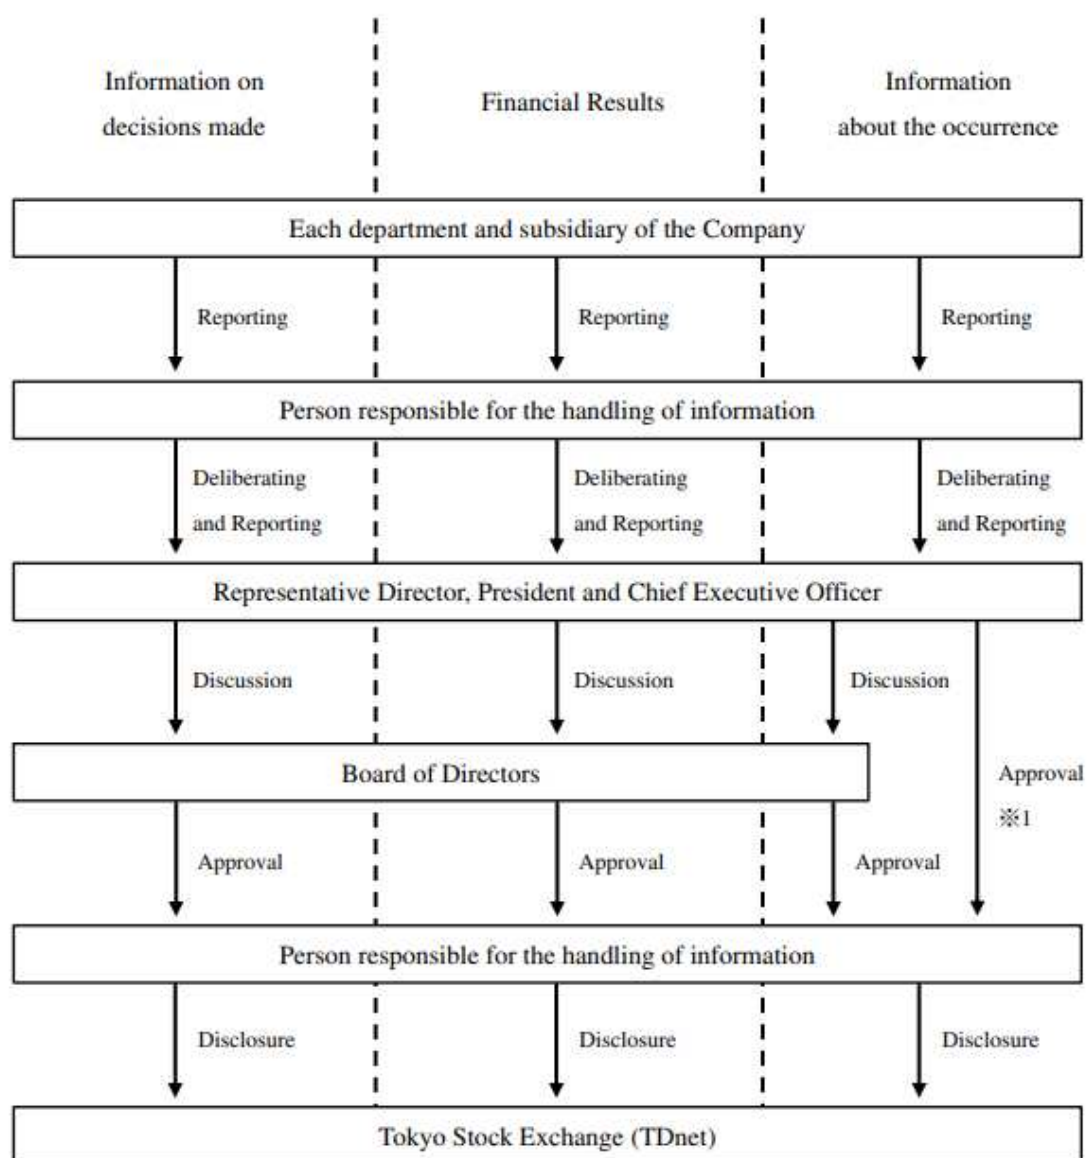 Information on
decisions made
Financial Results
Information
about the occurrence
Each department and subsidiary of the Company
Reporting
Reporting
Reporting
Person responsible for the handling of information
Deliberating
and Reporting
Deliberating
and Reporting
Deliberating
and Reporting
Representative Director, President and Chief Executive Officer
Discussion
Discussion
Discussion
Board of Directors
Approval
※1
Approval
Approval
Approval
Person responsible for the handling of information
Disclosure
Disclosure
Disclosure
Tokyo Stock Exchange (TDnet)